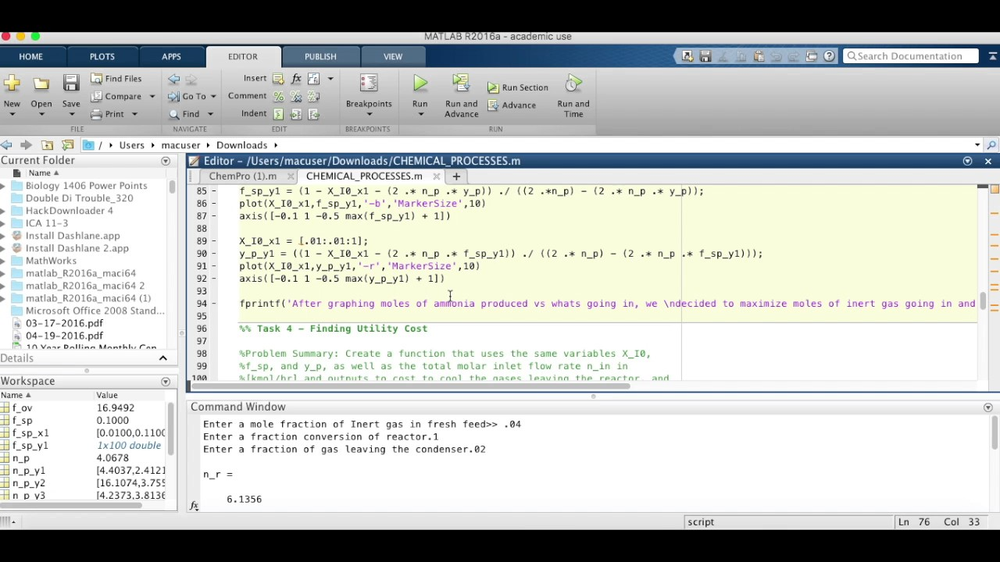 MATLAB R2016a - academic use
HOME PLOTS APPS EDITOR PUBLISH VIEW
Search Documentation
New Open Save Find Files Compare Print
Go To Find
Insert fx
Comment
Indent
Breakpoints
Run
Run and Advance
Run Section
Advance
Run and Time
FILE NAVIGATE EDIT BREAKPOINTS RUN
/ Users macuser Downloads
Current Folder
Name
Biology 1406 Power Points
Double Di Trouble_320
HackDownloader 4
ICA 11-3
Install Dashlane.app
Install Dashlane 2.app
MathWorks
matlab_R2016a_maci64
matlab_R2016a_maci64 2
matlab_R2016a_maci64 (1)
Microsoft Office 2008 Stand...
03-17-2016.pdf
04-19-2016.pdf
10 Year Rolling Monthly Cen
Details
Workspace
Name Value
f_ov 16.9492
f_sp 0.1000
f_sp_x1 [0.0100,0.1100
f_sp_y1 1x100 double
n_p 4.0678
n_p_y1 [4.4037,2.4121
n_p_y2 [16.1074,3.755
n_p_y3 [4.2373,3.8136
Editor - /Users/macuser/Downloads/CHEMICAL_PROCESSES.m
ChemPro (1).m CHEMICAL_PROCESSES.m
85 - f_sp_y1 = (1 - X_I0_x1 - (2 .* n_p .* y_p)) ./ ((2 .*n_p) - (2 .* n_p .* y_p));
86 - plot(X_I0_x1,f_sp_y1,'-b','MarkerSize',10)
87 - axis([-0.1 1 -0.5 max(f_sp_y1) + 1])
88
89 - X_I0_x1 = [.01:.01:1];
90 - y_p_y1 = ((1 - X_I0_x1 - (2 .* n_p .* f_sp_y1)) ./ ((2 .* n_p) - (2 .* n_p .* f_sp_y1)));
91 - plot(X_I0_x1,y_p_y1,'-r','MarkerSize',10)
92 - axis([-0.1 1 -0.5 max(y_p_y1) + 1])
93
94 - fprintf('After graphing moles of ammonia produced vs whats going in, we \ndecided to maximize moles of inert gas going in and
95
96 %% Task 4 - Finding Utility Cost
97
98 %Problem Summary: Create a function that uses the same variables X_I0,
99 %f_sp, and y_p, as well as the total molar inlet flow rate n_in in
100 %[kmol/hr] and outputs to cost to cool the gases leaving the reactor, and
Command Window
Enter a mole fraction of Inert gas in fresh feed>> .04
Enter a fraction conversion of reactor.1
Enter a fraction of gas leaving the condenser.02
n_r =
6.1356
fx
script Ln 76 Col 33